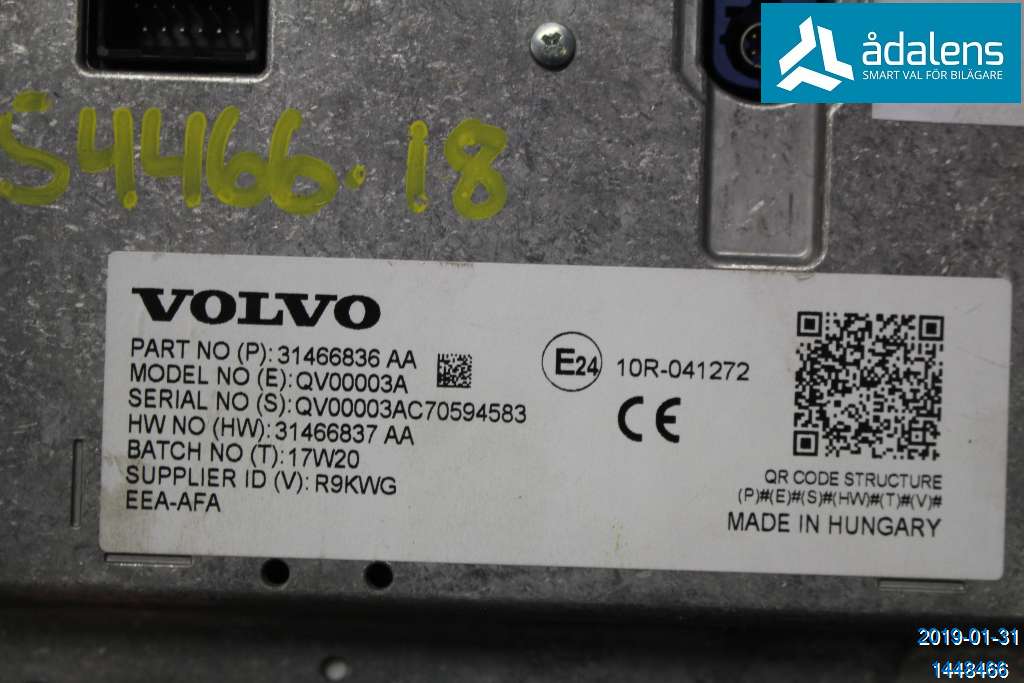 ådalens
SMART VAL FÖR BILÄGARE
S4466.18
VOLVO
PART NO (P): 31466836 AA
MODEL NO (E): QV00003A
SERIAL NO (S): QV00003AC70594583
HW NO (HW): 31466837 AA
BATCH NO (T): 17W20
SUPPLIER ID (V): R9KWG
EEA-AFA
E24
10R-041272
CE
QR CODE STRUCTURE
(P)#(E)#(S)#(HW)#(T)#(V)#
MADE IN HUNGARY
2019-01-31
1448466